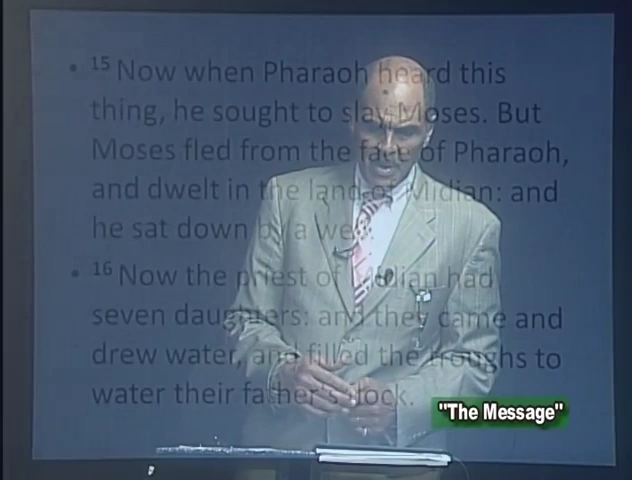 • 15 Now when Pharaoh heard this
thing, he sought to slay Moses. But
Moses fled from the face of Pharaoh,
and dwelt in the land of Midian: and
he sat down by a well.
• 16 Now the priest of Midian had
seven daughters: and they came and
drew water, and filled the troughs to
water their father's flock.
"The Message"